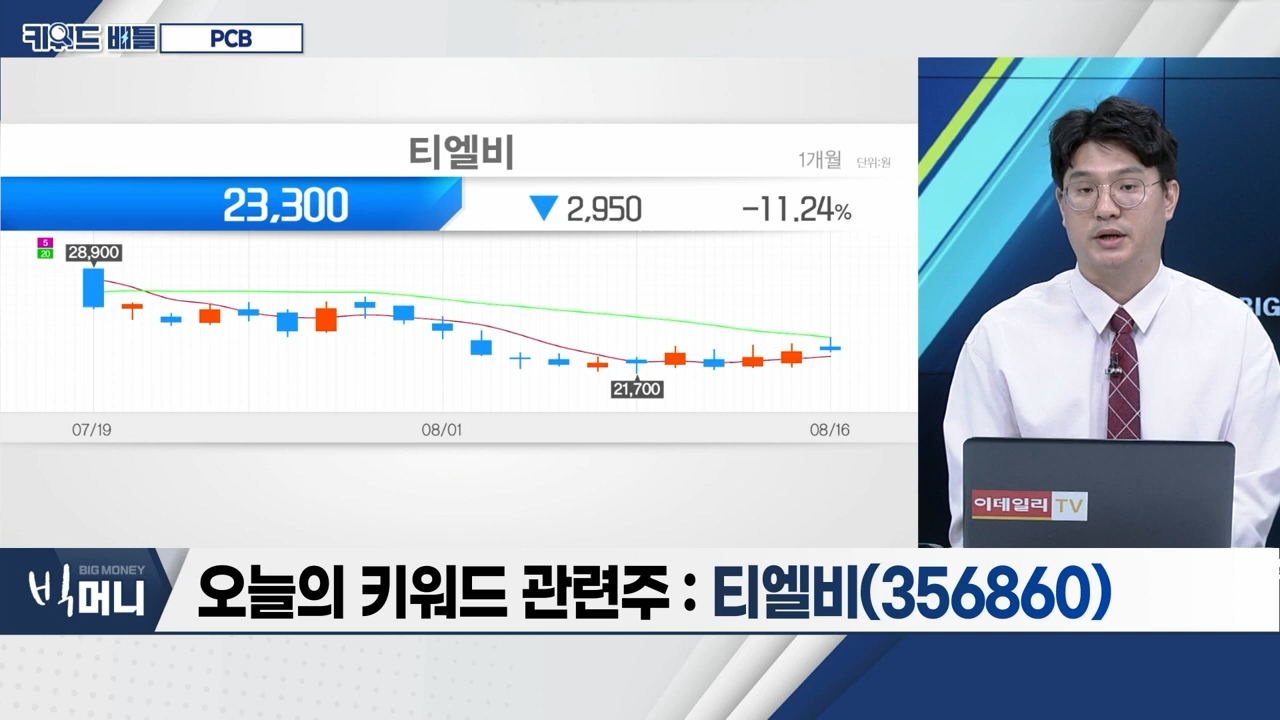 키워드 배틀
PCB
티엘비
1개월 단위:원
23,300 ▼ 2,950 -11.24%
5
20
28,900
21,700
07/19 08/01 08/16
BIG
이데일리 TV
BIG MONEY
빅머니
오늘의 키워드 관련주 : 티엘비(356860)